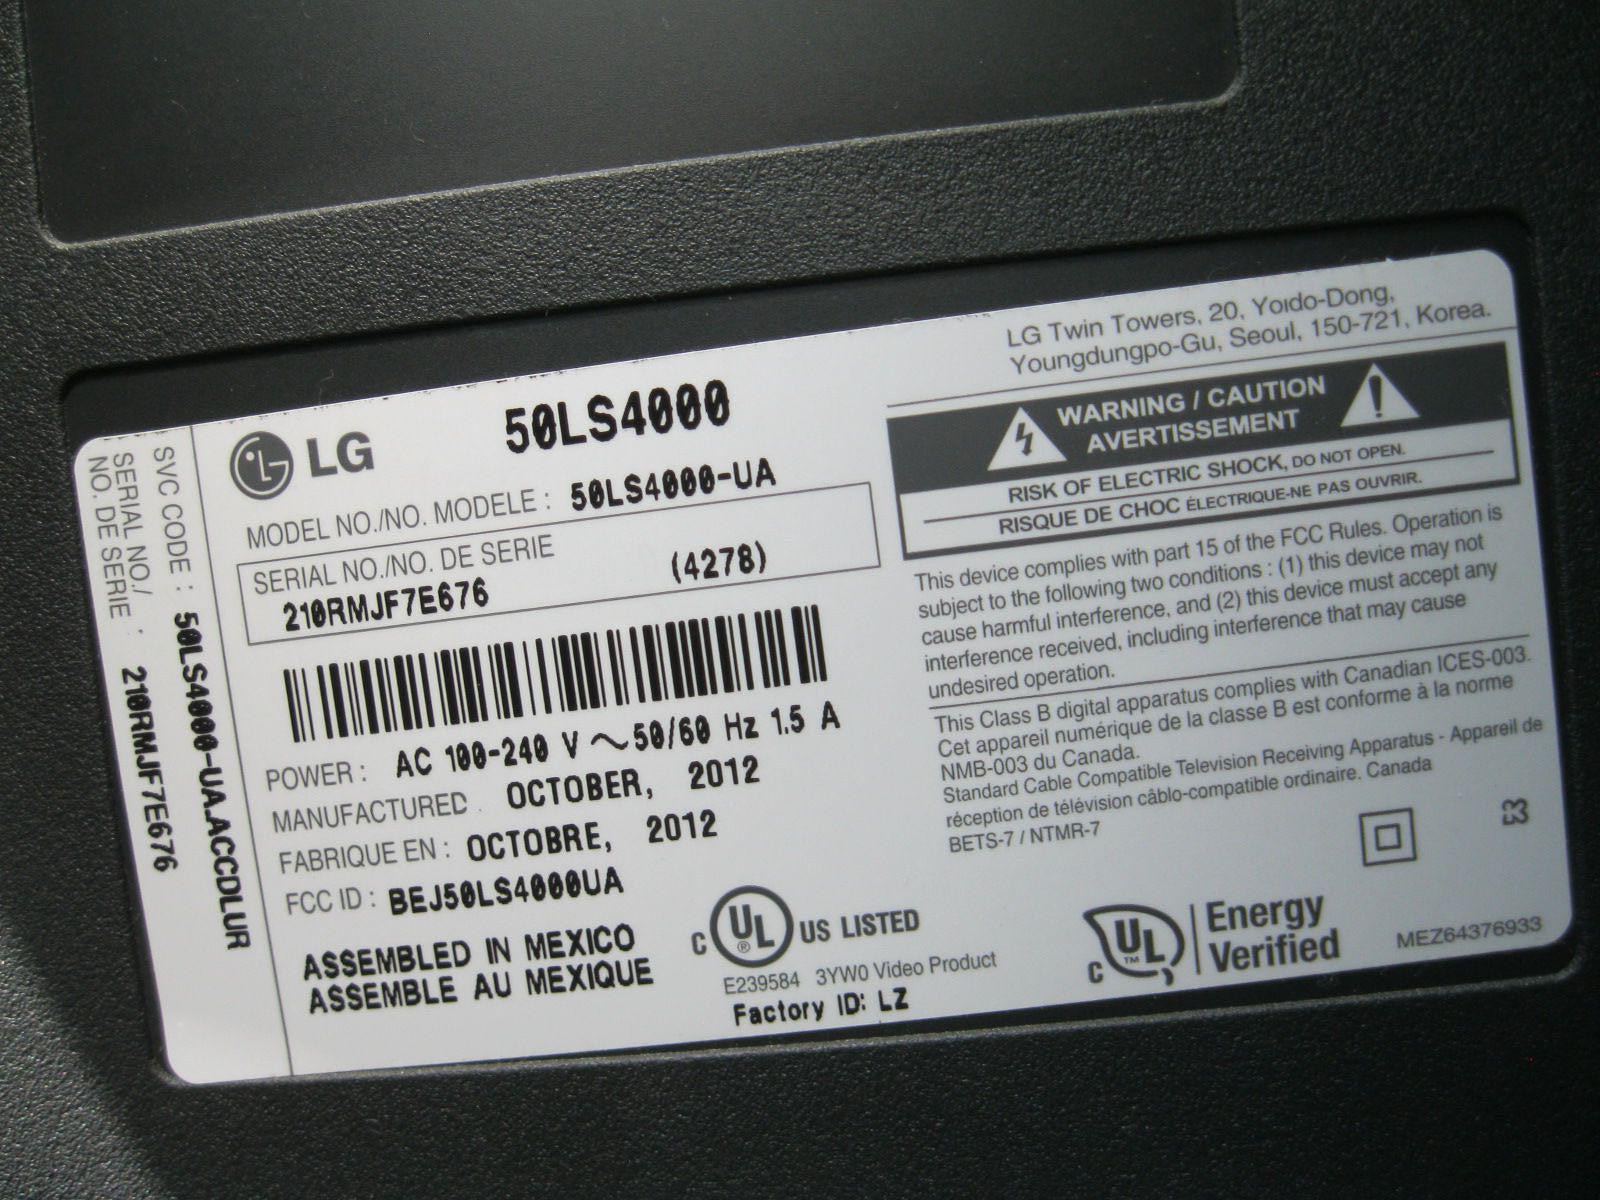 LG
50LS4000
MODEL NO./NO. MODELE : 50LS4000-UA
SERIAL NO./NO. DE SERIE
210RMJF7E676 (4278)
POWER : AC 100-240 V ～ 50/60 Hz 1.5 A
MANUFACTURED : OCTOBER, 2012
FABRIQUE EN : OCTOBRE, 2012
FCC ID : BEJ50LS4000UA
ASSEMBLED IN MEXICO
ASSEMBLE AU MEXIQUE
C UL ® US LISTED
E239584 3YW0 Video Product
Factory ID: LZ
SVC CODE : 50LS4000-UA.ACCDLUR
SERIAL NO./
NO. DE SERIE : 210RMJF7E676
LG Twin Towers, 20, Yoido-Dong,
Youngdungpo-Gu, Seoul, 150-721, Korea.
WARNING / CAUTION
AVERTISSEMENT
RISK OF ELECTRIC SHOCK, DO NOT OPEN.
RISQUE DE CHOC ÉLECTRIQUE-NE PAS OUVRIR.
This device complies with part 15 of the FCC Rules. Operation is
subject to the following two conditions : (1) this device may not
cause harmful interference, and (2) this device must accept any
interference received, including interference that may cause
undesired operation.
This Class B digital apparatus complies with Canadian ICES-003.
Cet appareil numérique de la classe B est conforme à la norme
NMB-003 du Canada.
Standard Cable Compatible Television Receiving Apparatus - Appareil de
réception de télévision câblo-compatible ordinaire. Canada
BETS-7 / NTMR-7
C UL ™ Energy
Verified
MEZ64376933